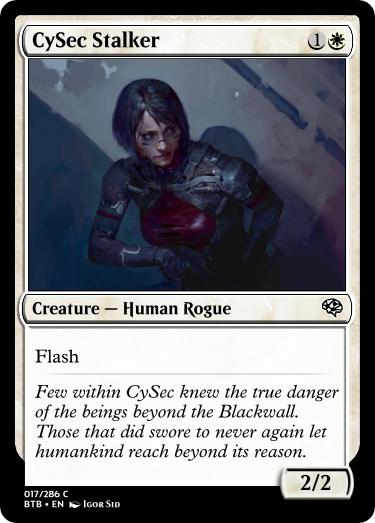 CySec Stalker
1
Creature — Human Rogue
Flash
Few within CySec knew the true danger
of the beings beyond the Blackwall.
Those that did swore to never again let
humankind reach beyond its reason.
2/2
017/286 C
BTB • EN Igor Sid